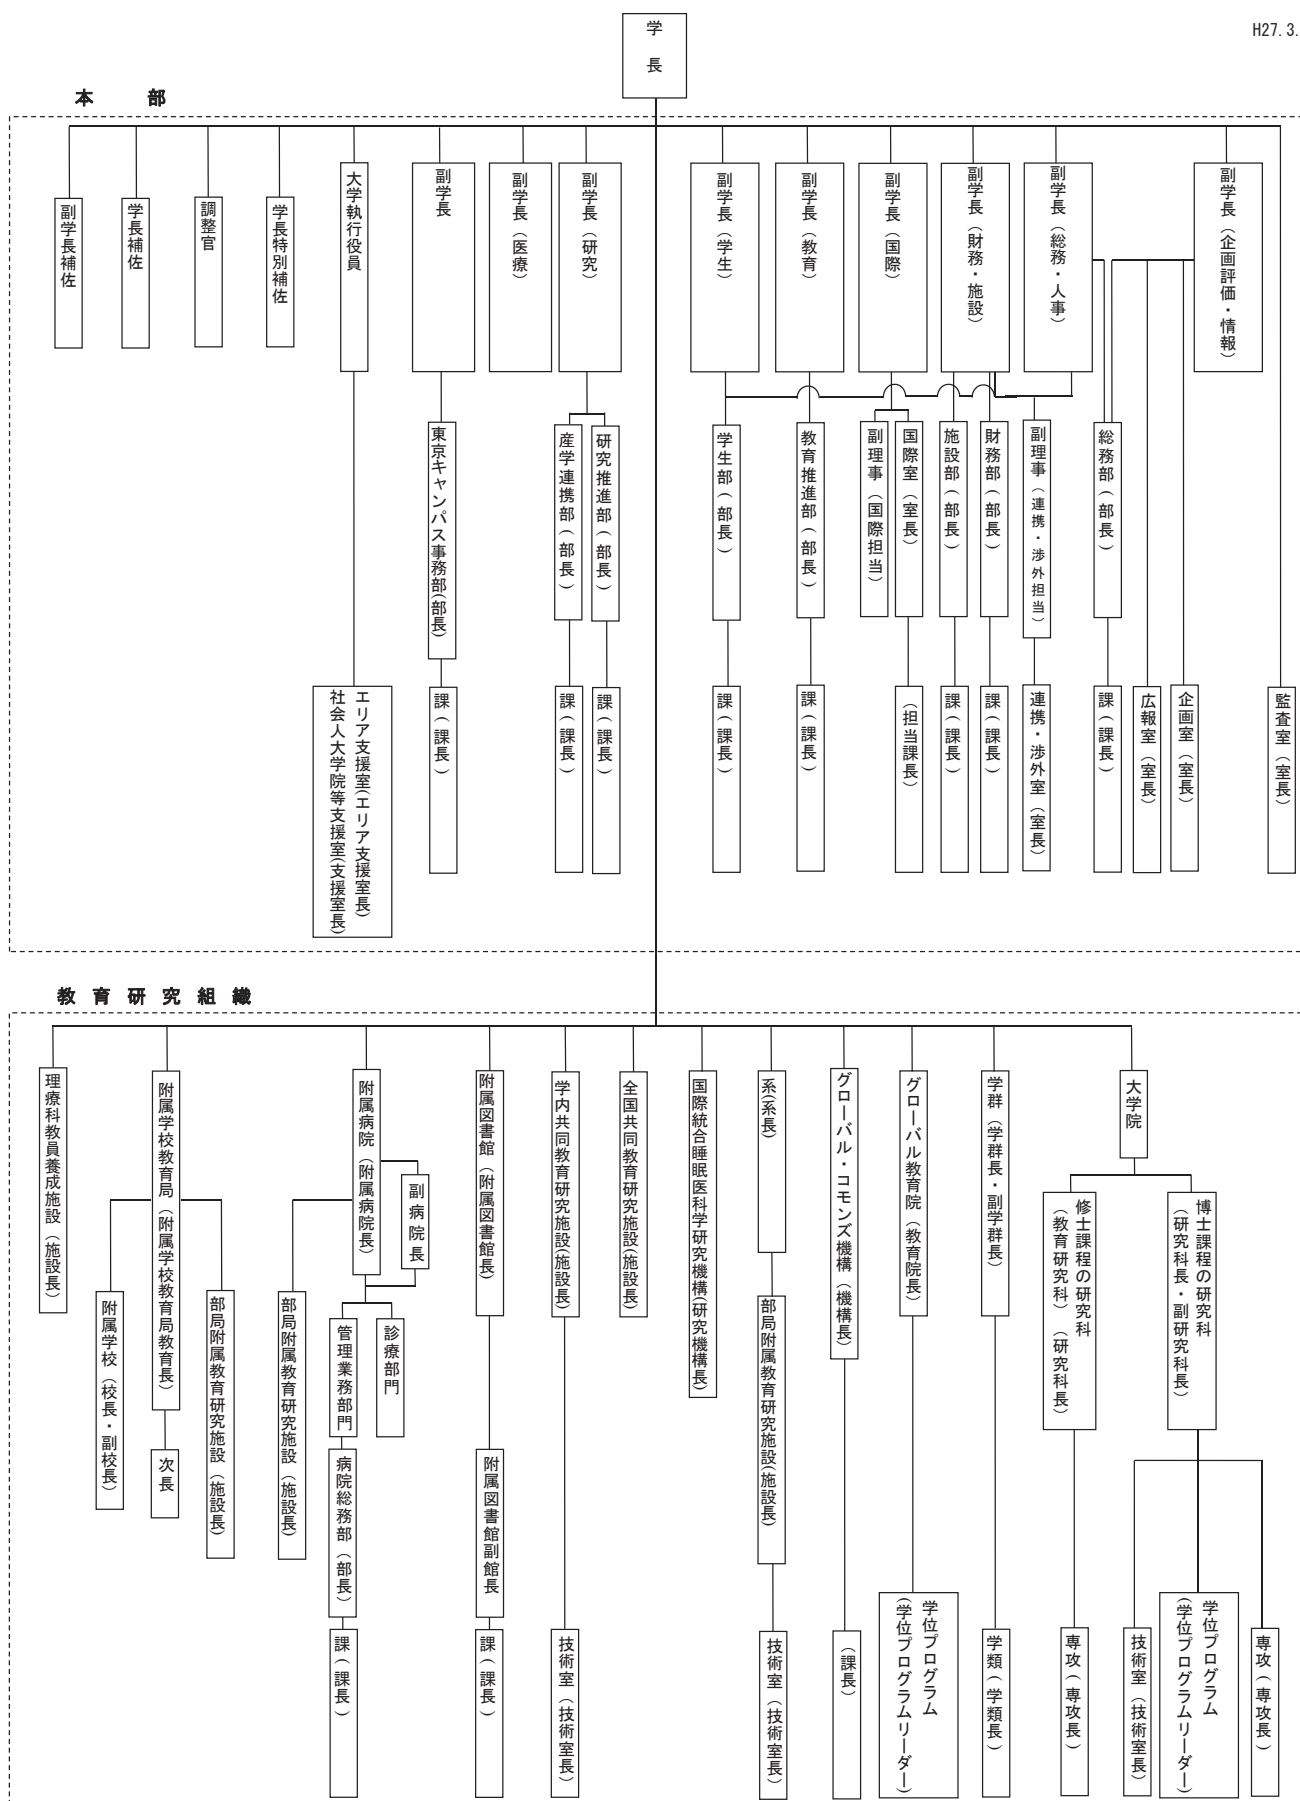 H27. 3.
学長
本部
副学長補佐
学長補佐
調整官
学長特別補佐
大学執行役員
副学長
副学長（医療）
副学長（研究）
副学長（学生）
副学長（教育）
副学長（国際）
副学長（財務・施設）
副学長（総務・人事）
副学長（企画評価・情報）
東京キャンパス事務部(部長)
産学連携部（部長）
研究推進部（部長）
学生部（部長）
教育推進部（部長）
副理事（国際担当）
国際室（室長）
施設部（部長）
財務部（部長）
副理事（連携・渉外担当）
総務部（部長）
エリア支援室(エリア支援室長)
社会人大学院等支援室(支援室長)
課（課長）
課（課長）
課（課長）
課（課長）
課（課長）
（担当課長）
課（課長）
課（課長）
連携・渉外室（室長）
課（課長）
広報室（室長）
企画室（室長）
監査室（室長）
教育研究組織
理療科教員養成施設（施設長）
附属学校教育局（附属学校教育局教育長）
附属病院（附属病院長）
副病院長
附属図書館（附属図書館長）
学内共同教育研究施設(施設長)
全国共同教育研究施設(施設長)
国際統合睡眠医科学研究機構(研究機構長)
系(系長)
グローバル・コモンズ機構（機構長）
グローバル教育院（教育院長）
学群（学群長・副学群長）
大学院
修士課程の研究科
（教育研究科）（研究科長）
博士課程の研究科
（研究科長・副研究科長）
附属学校（校長・副校長）
次長
部局附属教育研究施設（施設長）
部局附属教育研究施設（施設長）
管理業務部門
診療部門
部局附属教育研究施設(施設長)
病院総務部（部長）
附属図書館副館長
課（課長）
課（課長）
技術室（技術室長）
技術室（技術室長）
（課長）
学位プログラム
(学位プログラムリーダー)
学類（学類長）
専攻（専攻長）
技術室（技術室長）
学位プログラム
(学位プログラムリーダー)
専攻（専攻長）